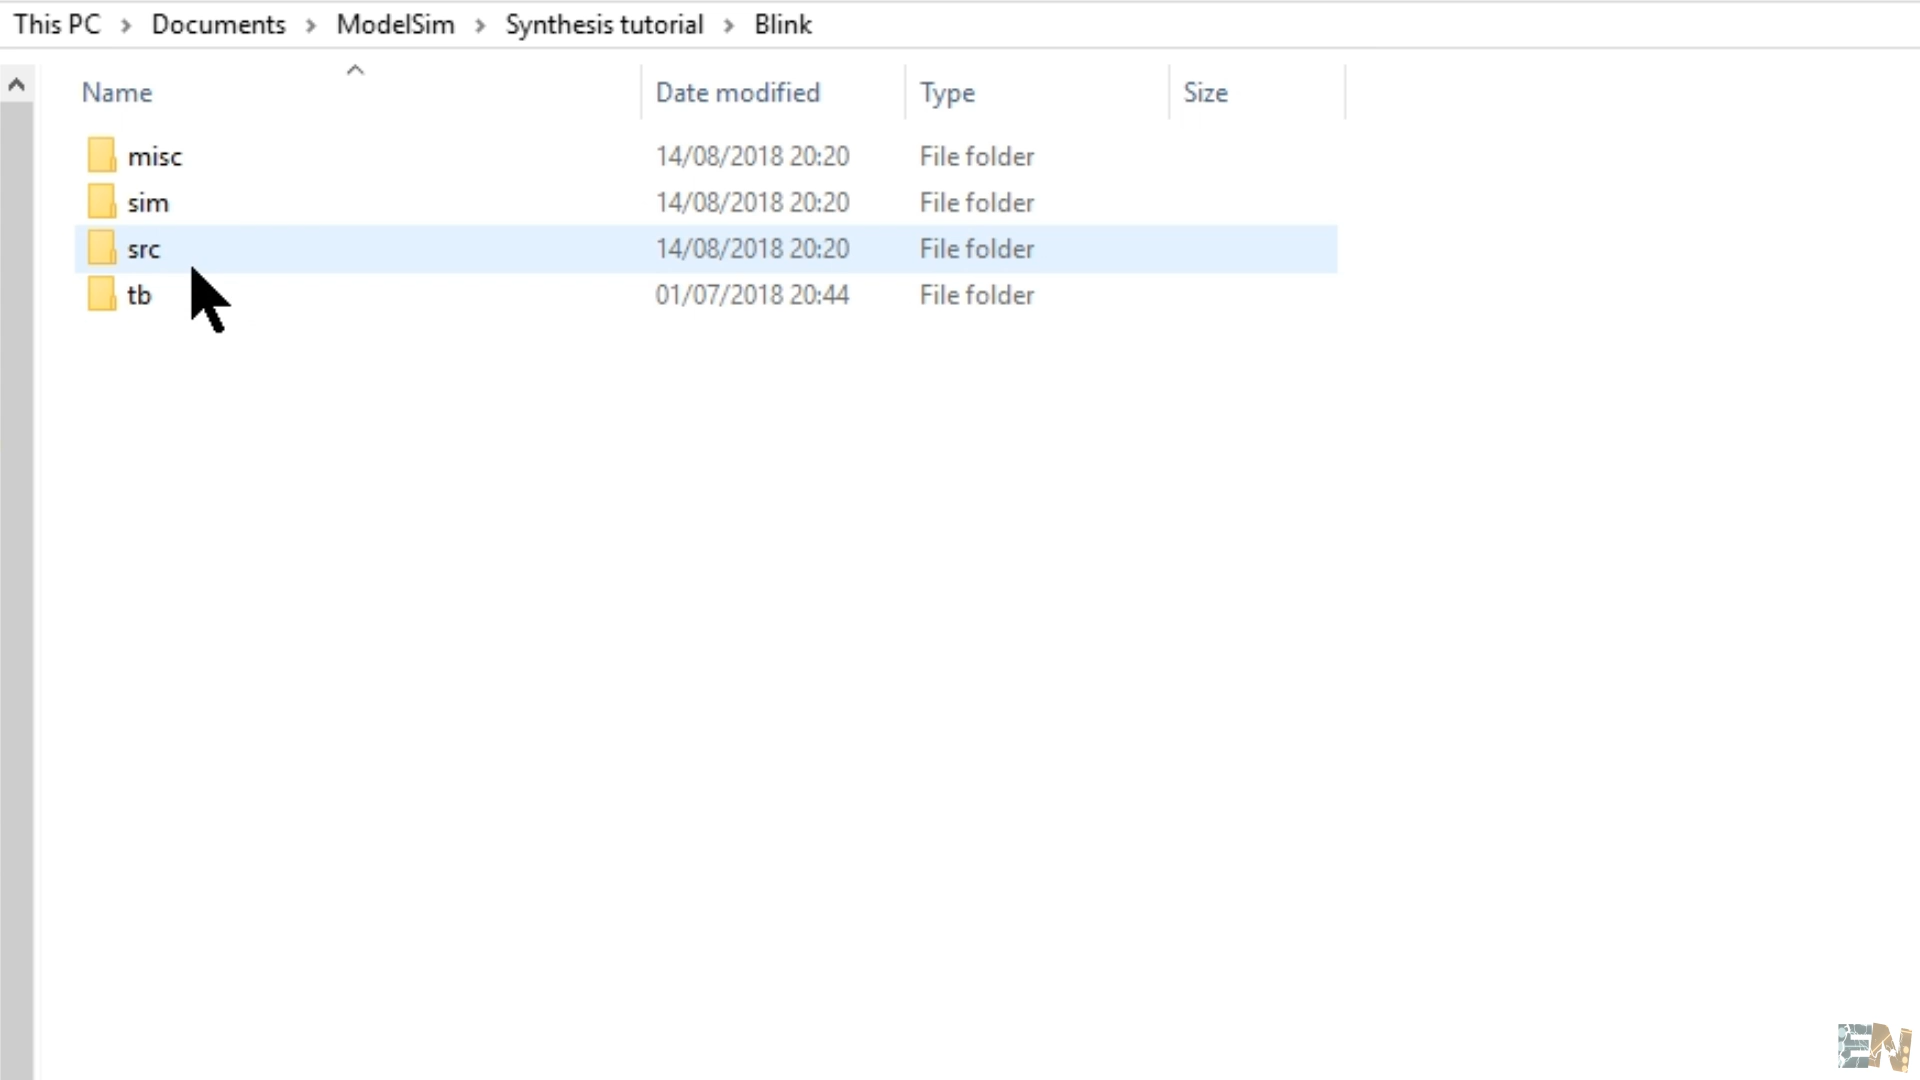 This PC > Documents > ModelSim > Synthesis tutorial > Blink
Name Date modified Type Size
misc 14/08/2018 20:20 File folder
sim 14/08/2018 20:20 File folder
src 14/08/2018 20:20 File folder
tb 01/07/2018 20:44 File folder
EN